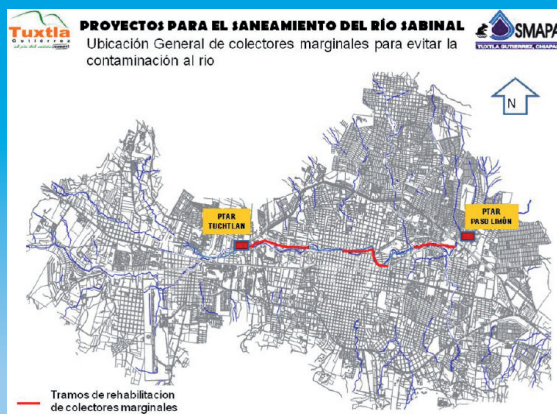 Tuxtla
Gutiérrez
PROYECTOS PARA EL SANEAMIENTO DEL RÍO SABINAL
Ubicación General de colectores marginales para evitar la
contaminación al rio
SMAPA
TUXTLA GUTIERREZ, CHIAPAS
N
PTAR
TUCHTLAN
PTAR
PASO LIMÓN
Tramos de rehabilitacion
de colectores marginales